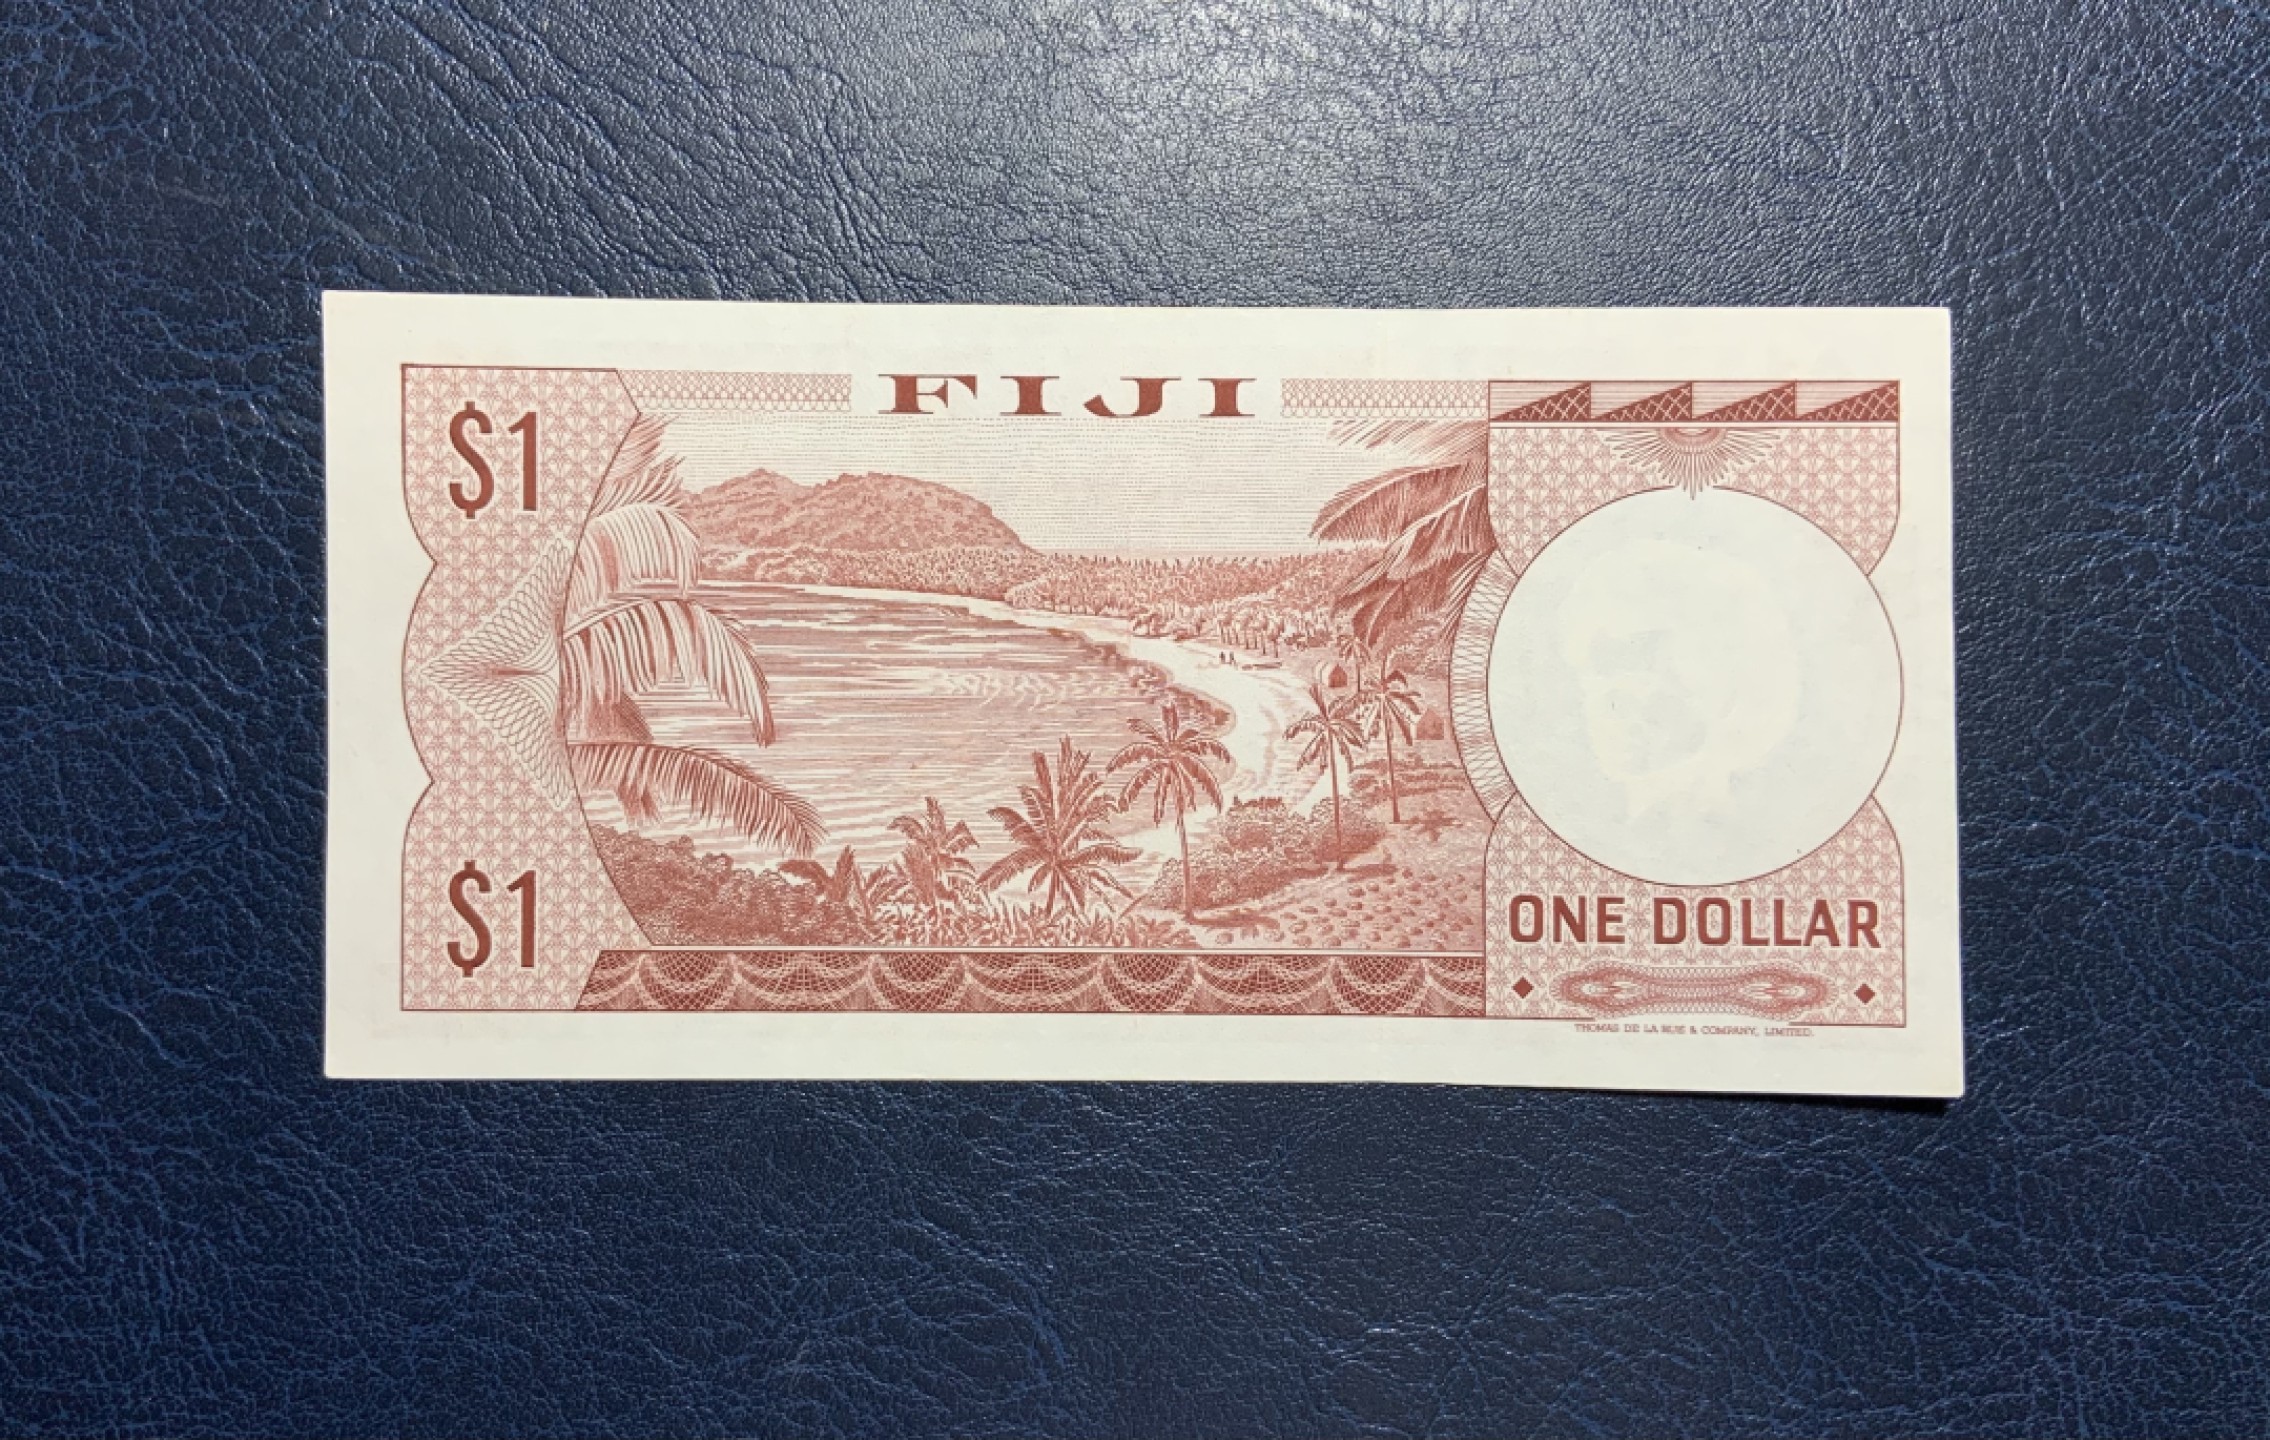 FIJI
$1
$1
ONE DOLLAR
THOMAS DE LA RUE & COMPANY, LIMITED.